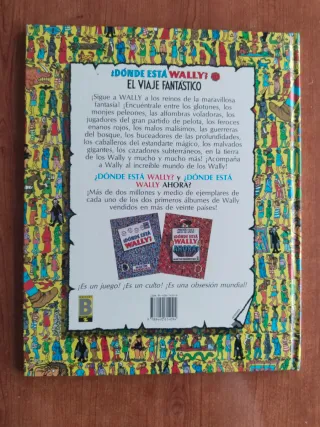 ¿DÓNDE ESTÁ WALLY?
EL VIAJE FANTÁSTICO
¡Sigue a WALLY a los reinos de la maravillosa
fantasía! ¡Encuéntrale entre los glotones, los
monjes peleones, las alfombras voladoras, los
jugadores del gran partido de pelota, los feroces
enanos rojos, los malos malísimos, las guerreras
del bosque, los buceadores de las profundidades,
los caballeros del estandarte mágico, los malvados
gigantes, los cazadores subterráneos, en la tierra
de los Wally y mucho y mucho más! ¡Acompaña
a Wally al increíble mundo de los Wally!
¿DÓNDE ESTÁ WALLY? y ¿DÓNDE ESTÁ
WALLY AHORA?
¡Más de dos millones y medio de ejemplares de
cada uno de los dos primeros álbumes de Wally
vendidos en más de veinte países!
¿DÓNDE ESTÁ
WALLY?
¿DÓNDE ESTÁ
WALLY
¡Es un juego! ¡Es un culto! ¡Es una obsesión mundial!